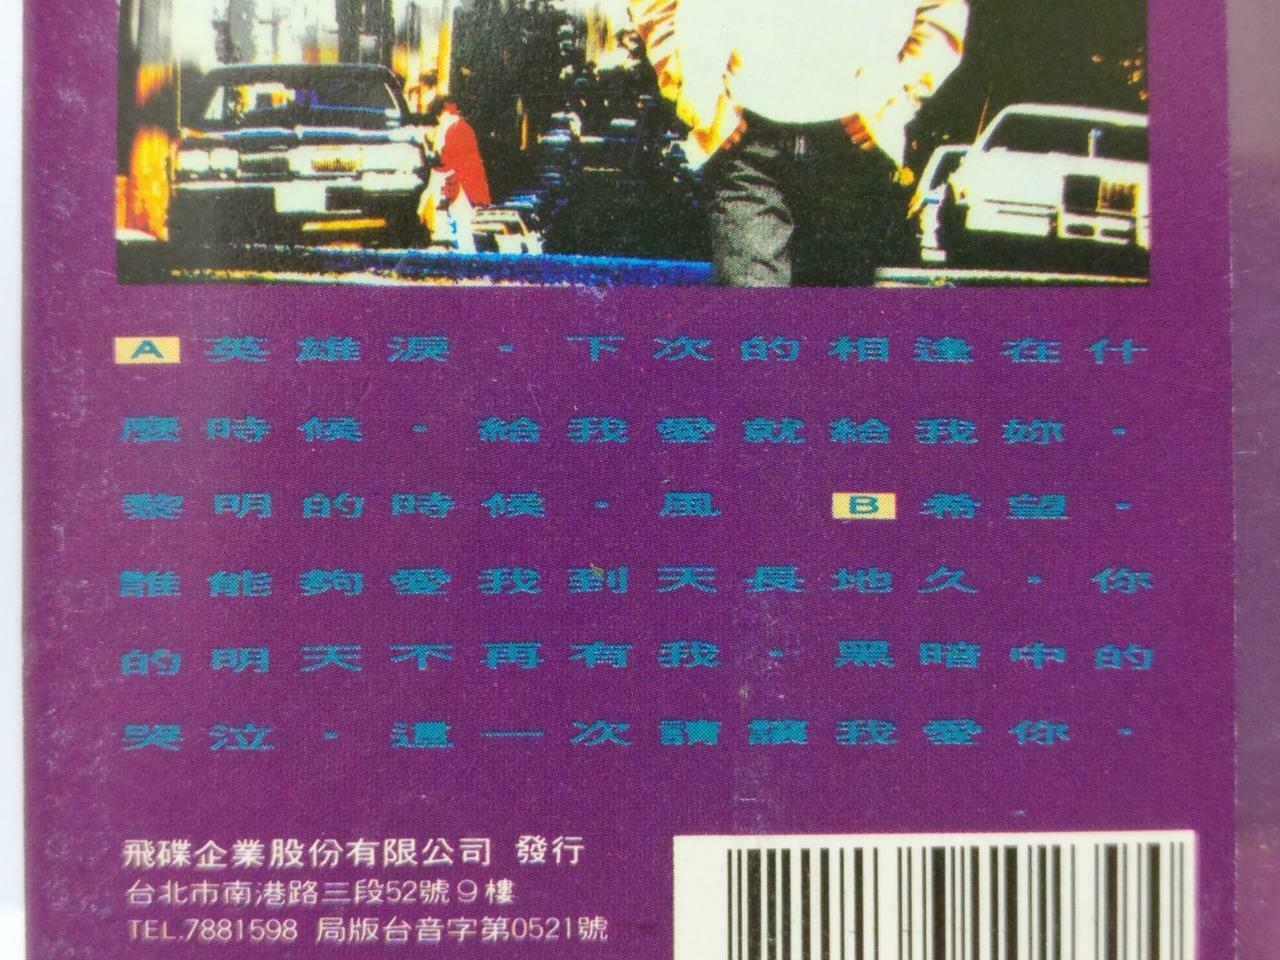 A 英雄淚·下次的相逢在什
麼時候·給我愛就給我妳·
黎明的時候·風 B 希望·
誰能夠愛我到天長地久·你
的明天不再有我·黑暗中的
哭泣·這一次請讓我愛你·
飛碟企業股份有限公司 發行
台北市南港路三段52號9樓
TEL.7881598 局版台音字第0521號